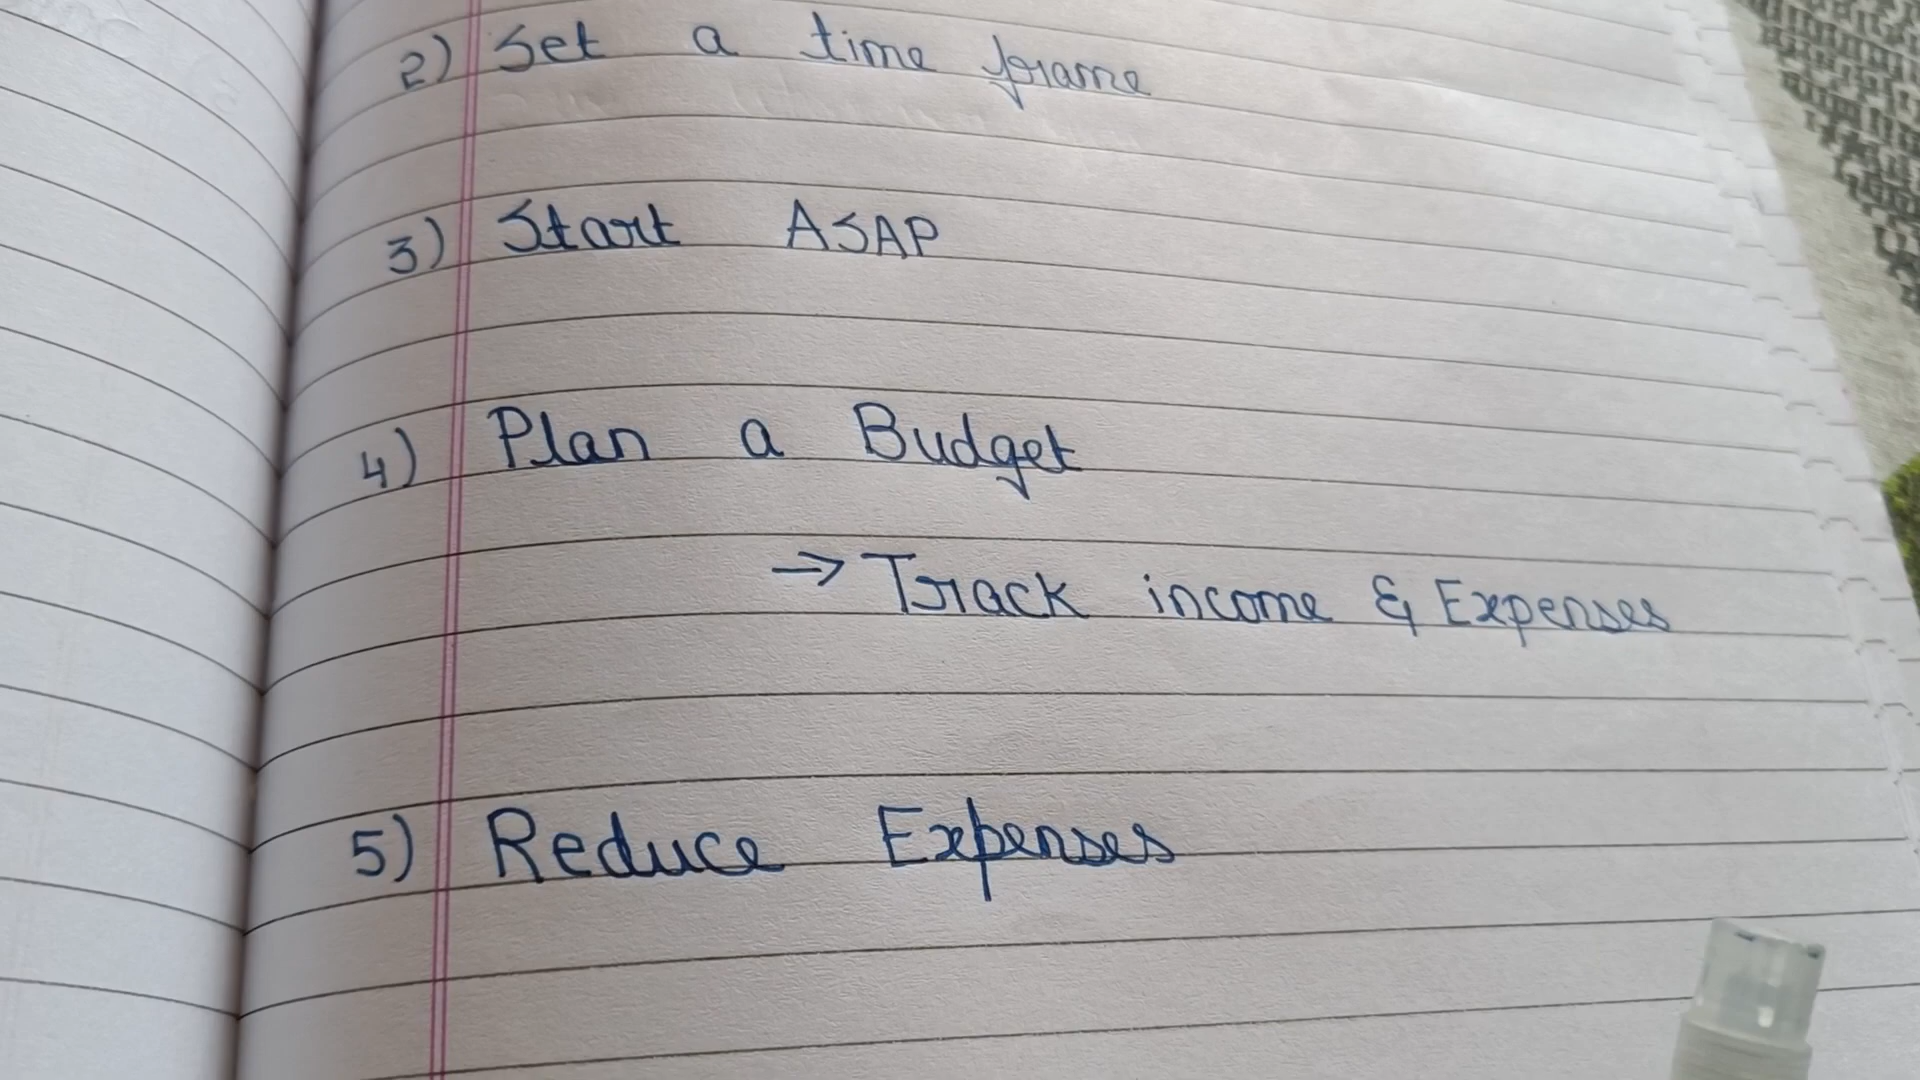 2) Set a time frame
3) Start ASAP
4) Plan a Budget
→ Track income & Expenses
5) Reduce Expenses